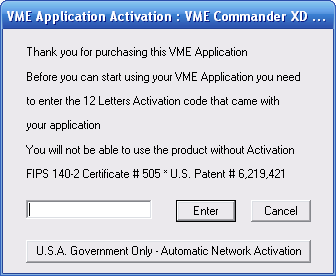 VME Application Activation : VME Commander XD ...
Thank you for purchasing this VME Application
Before you can start using your VME Application you need
to enter the 12 Letters Activation code that came with
your application
You will not be able to use the product without Activation
FIPS 140-2 Certificate # 505 * U.S. Patent # 6,219,421
Enter Cancel
U.S.A. Government Only - Automatic Network Activation